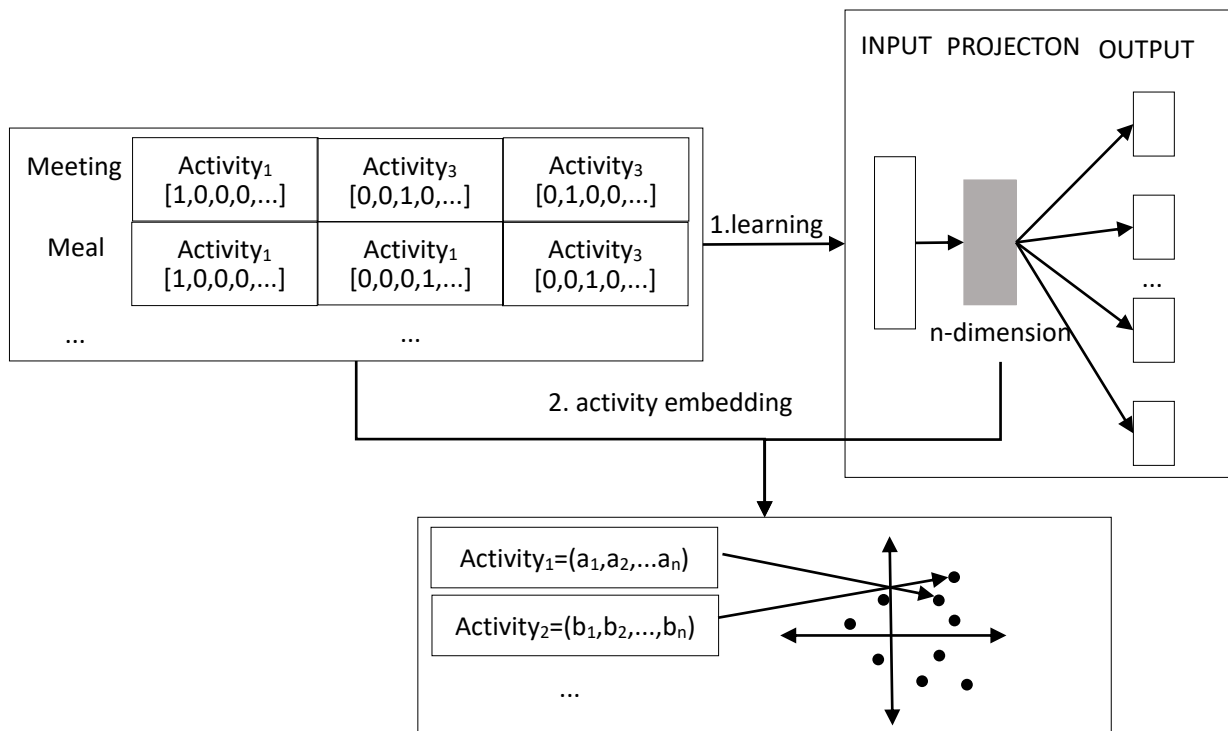 INPUT PROJECTON OUTPUT
Meeting
Activity₁
[1,0,0,0,...]
Activity₃
[0,0,1,0,...]
Activity₃
[0,1,0,0,...]
Meal
Activity₁
[1,0,0,0,...]
Activity₁
[0,0,0,1,...]
Activity₃
[0,0,1,0,...]
...
...
1.learning
...
n-dimension
2. activity embedding
Activity₁=(a₁,a₂,...aₙ)
Activity₂=(b₁,b₂,...,bₙ)
...